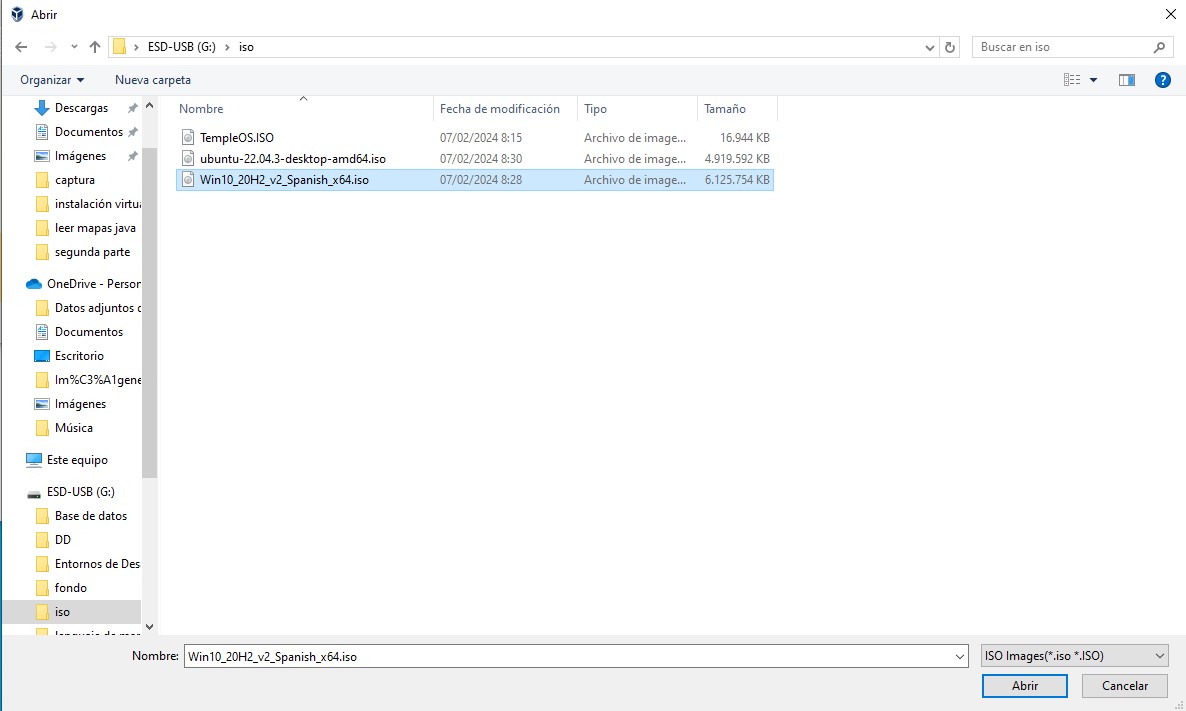 Abrir
ESD-USB (G:) › iso
Buscar en iso
Organizar
Nueva carpeta
Nombre
Fecha de modificación
Tipo
Tamaño
TempleOS.ISO 07/02/2024 8:15 Archivo de image... 16.944 KB
ubuntu-22.04.3-desktop-amd64.iso 07/02/2024 8:30 Archivo de image... 4.919.592 KB
Win10_20H2_v2_Spanish_x64.iso 07/02/2024 8:28 Archivo de image... 6.125.754 KB
Descargas
Documentos
Imágenes
captura
instalación virtu
leer mapas java
segunda parte
OneDrive - Person
Datos adjuntos d
Documentos
Escritorio
Im%C3%A1gene
Imágenes
Música
Este equipo
ESD-USB (G:)
Base de datos
DD
Entornos de Des
fondo
iso
Nombre: Win10_20H2_v2_Spanish_x64.iso
ISO Images(*.iso *.ISO)
Abrir
Cancelar